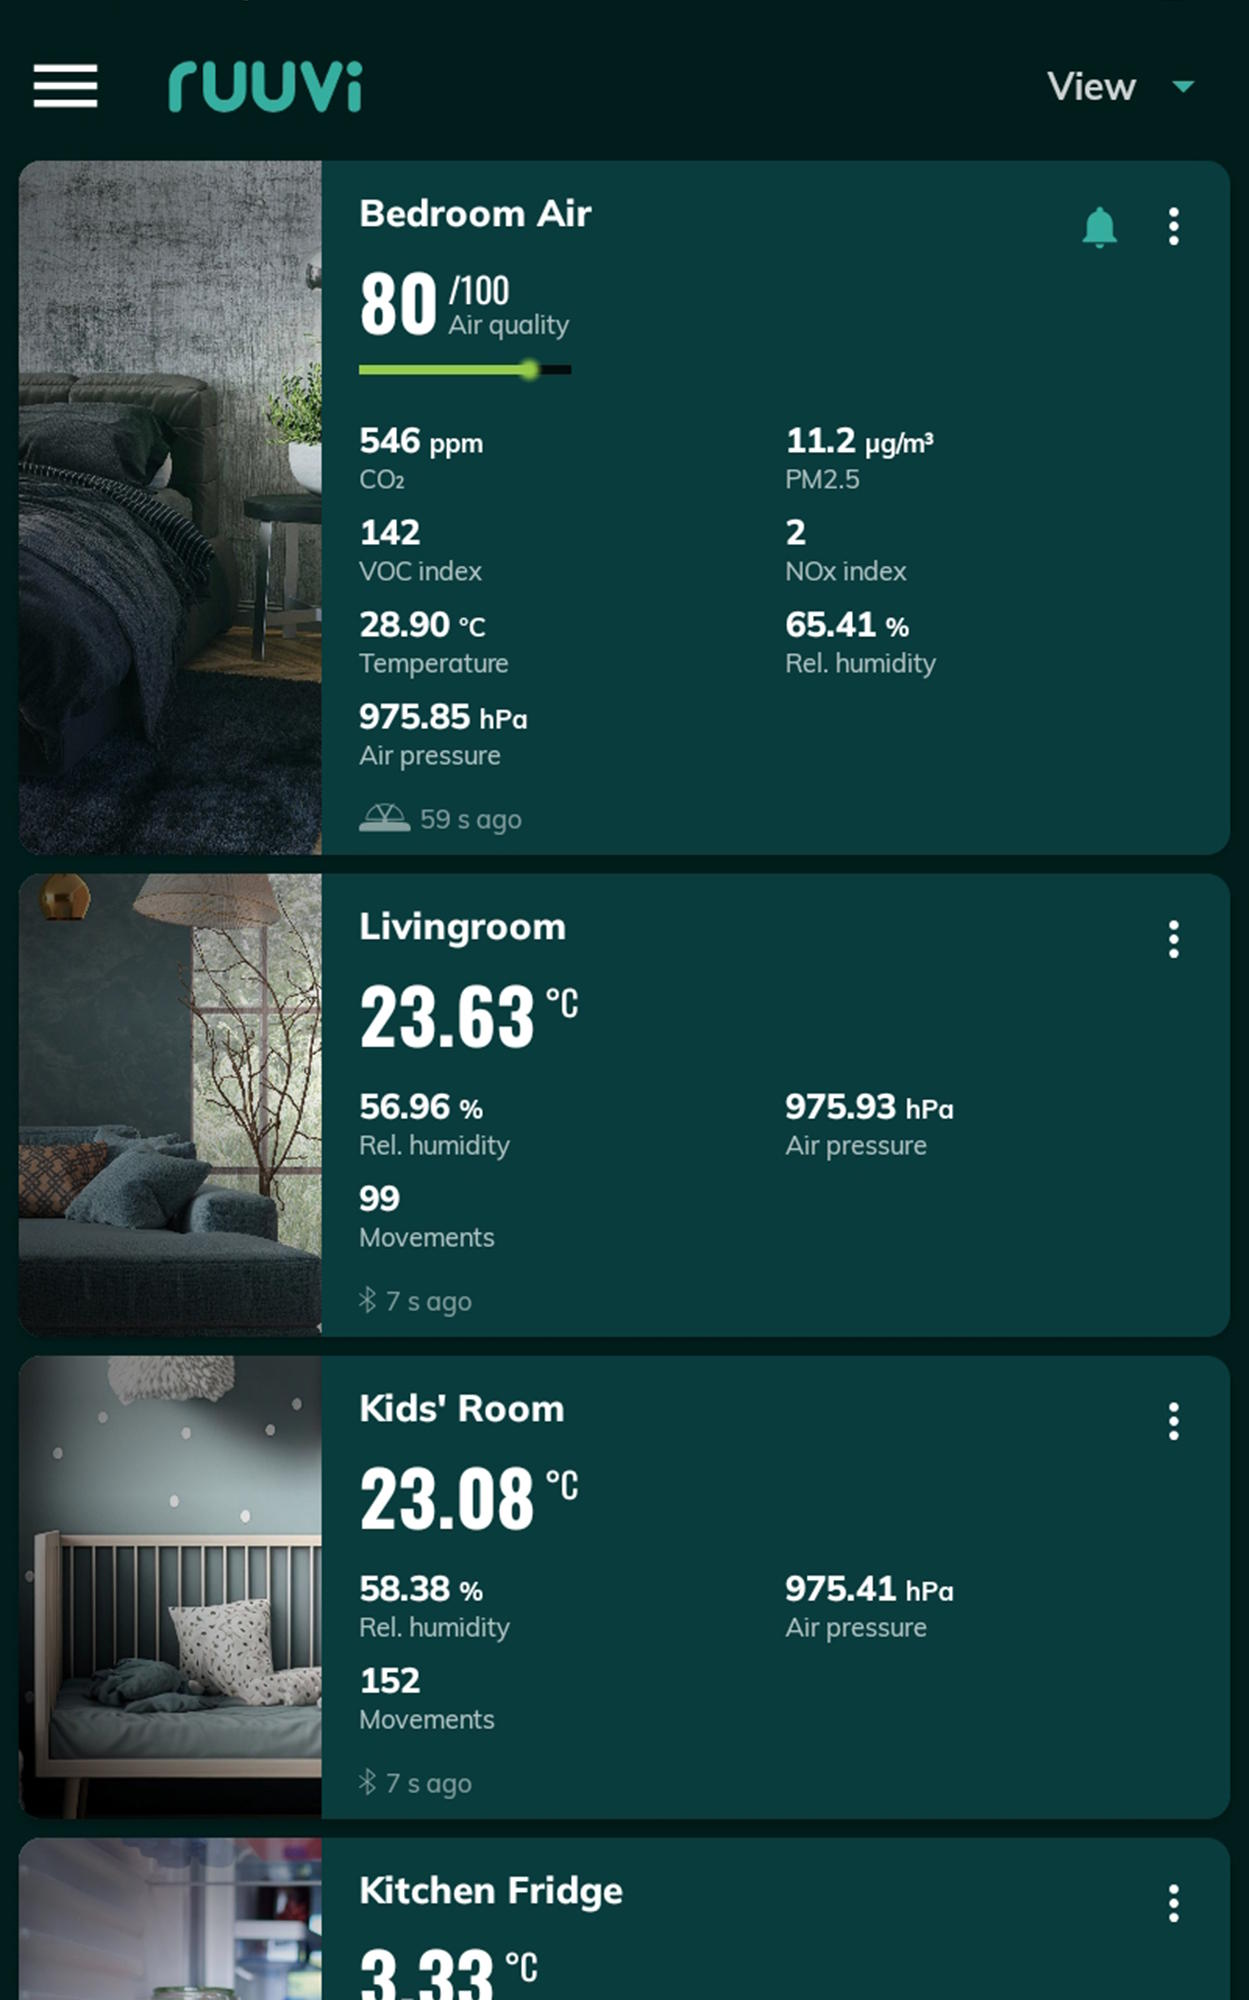 ruuvi
View
Bedroom Air
80 /100
Air quality
546 ppm
CO₂
11.2 µg/m³
PM2.5
142
VOC index
2
NOx index
28.90 °C
Temperature
65.41 %
Rel. humidity
975.85 hPa
Air pressure
59 s ago
Livingroom
23.63 °C
56.96 %
Rel. humidity
975.93 hPa
Air pressure
99
Movements
7 s ago
Kids' Room
23.08 °C
58.38 %
Rel. humidity
975.41 hPa
Air pressure
152
Movements
7 s ago
Kitchen Fridge
3.33 °C